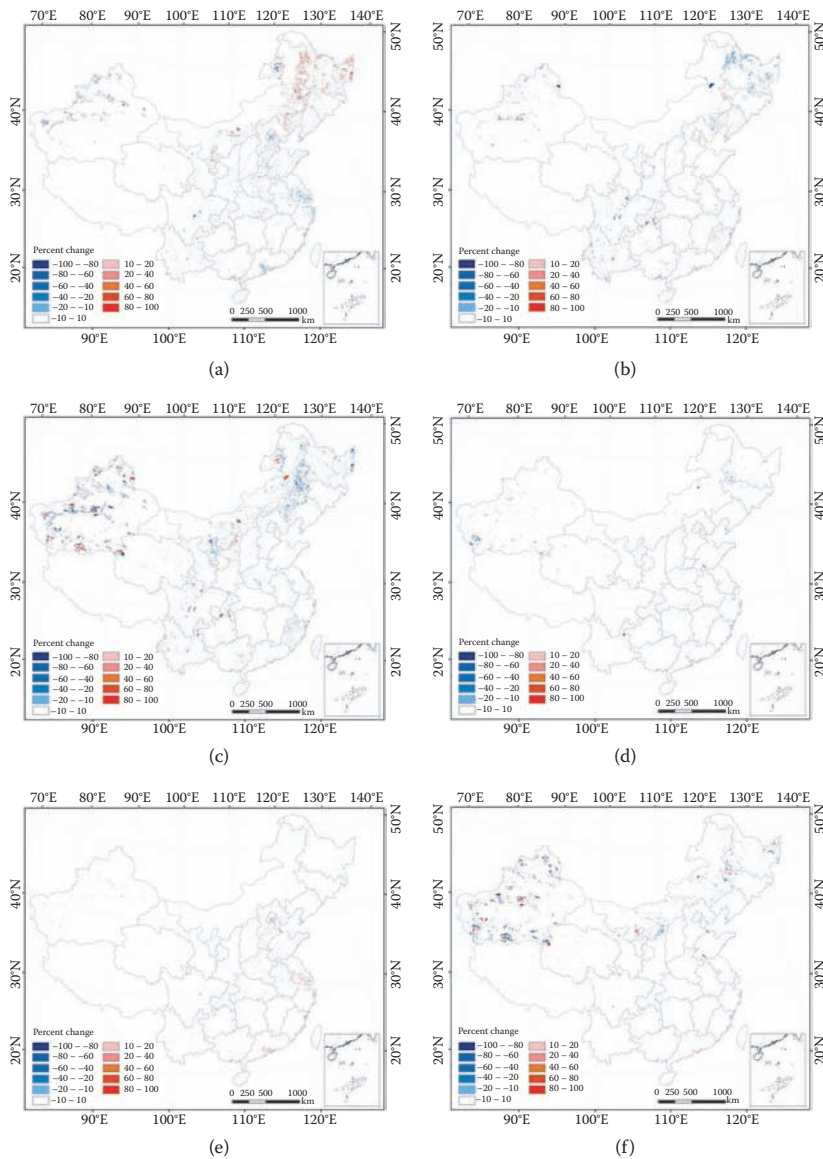 70°E 80°E 90°E 100°E 110°E 120°E 130°E 140°E
50°N
40°N
30°N
20°N
Percent change
−100 – −80 10 – 20
−80 – −60 20 – 40
−60 – −40 40 – 60
−40 – −20 60 – 80
−20 – −10 80 – 100
−10 – 10
0 250 500 1000
km
90°E 100°E 110°E 120°E
(a)
70°E 80°E 90°E 100°E 110°E 120°E 130°E 140°E
50°N
40°N
30°N
20°N
Percent change
−100 – −80 10 – 20
−80 – −60 20 – 40
−60 – −40 40 – 60
−40 – −20 60 – 80
−20 – −10 80 – 100
−10 – 10
0 250 500 1000
km
90°E 100°E 110°E 120°E
(b)
70°E 80°E 90°E 100°E 110°E 120°E 130°E 140°E
50°N
40°N
30°N
20°N
Percent change
−100 – −80 10 – 20
−80 – −60 20 – 40
−60 – −40 40 – 60
−40 – −20 60 – 80
−20 – −10 80 – 100
−10 – 10
0 250 500 1000
km
90°E 100°E 110°E 120°E
(c)
70°E 80°E 90°E 100°E 110°E 120°E 130°E 140°E
50°N
40°N
30°N
20°N
Percent change
−100 – −80 10 – 20
−80 – −60 20 – 40
−60 – −40 40 – 60
−40 – −20 60 – 80
−20 – −10 80 – 100
−10 – 10
0 250 500 1000
km
90°E 100°E 110°E 120°E
(d)
70°E 80°E 90°E 100°E 110°E 120°E 130°E 140°E
50°N
40°N
30°N
20°N
Percent change
−100 – −80 10 – 20
−80 – −60 20 – 40
−60 – −40 40 – 60
−40 – −20 60 – 80
−20 – −10 80 – 100
−10 – 10
0 250 500 1000
km
90°E 100°E 110°E 120°E
(e)
70°E 80°E 90°E 100°E 110°E 120°E 130°E 140°E
50°N
40°N
30°N
20°N
Percent change
−100 – −80 10 – 20
−80 – −60 20 – 40
−60 – −40 40 – 60
−40 – −20 60 – 80
−20 – −10 80 – 100
−10 – 10
0 250 500 1000
km
90°E 100°E 110°E 120°E
(f)